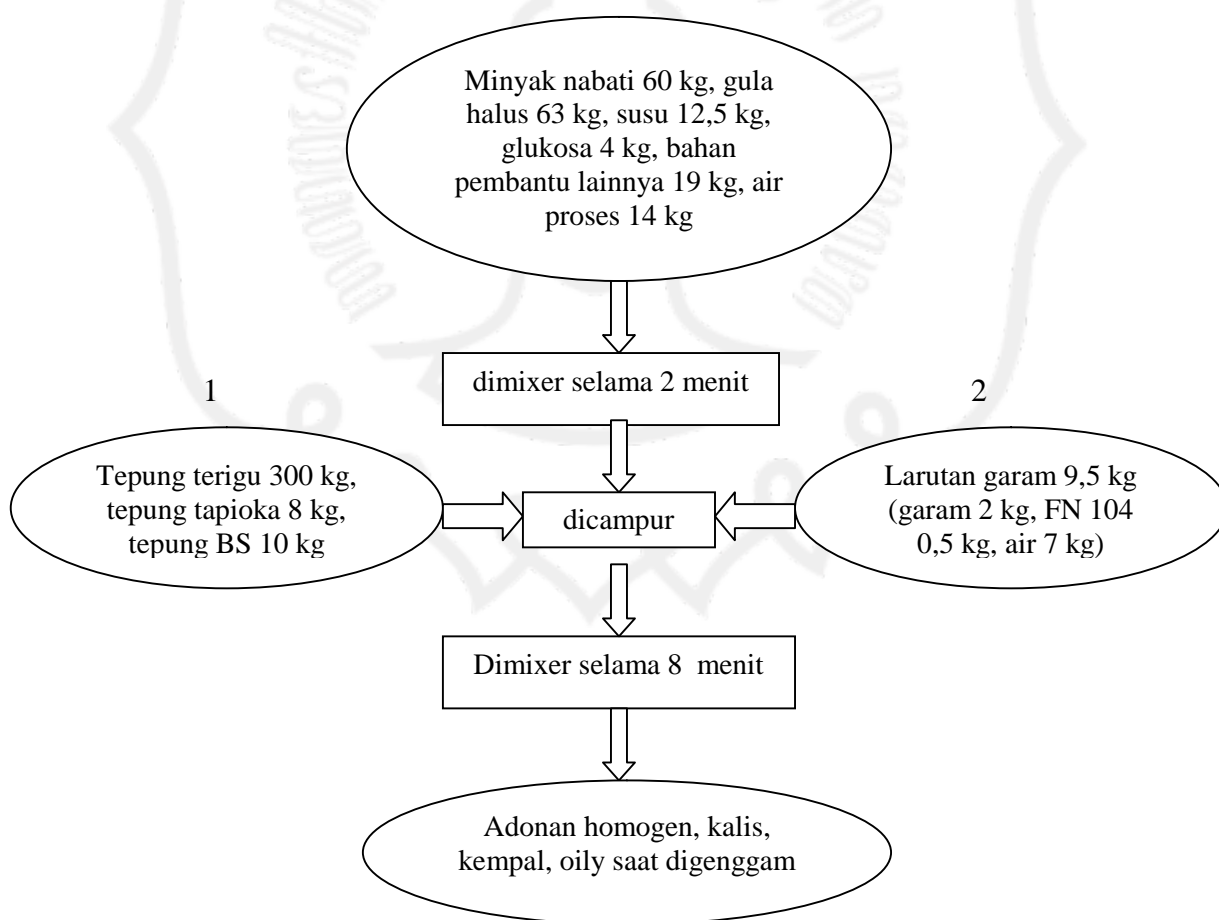 Minyak nabati 60 kg, gula
halus 63 kg, susu 12,5 kg,
glukosa 4 kg, bahan
pembantu lainnya 19 kg, air
proses 14 kg
dimixer selama 2 menit
1
2
Tepung terigu 300 kg,
tepung tapioka 8 kg,
tepung BS 10 kg
dicampur
Larutan garam 9,5 kg
(garam 2 kg, FN 104
0,5 kg, air 7 kg)
Dimixer selama 8 menit
Adonan homogen, kalis,
kempal, oily saat digenggam